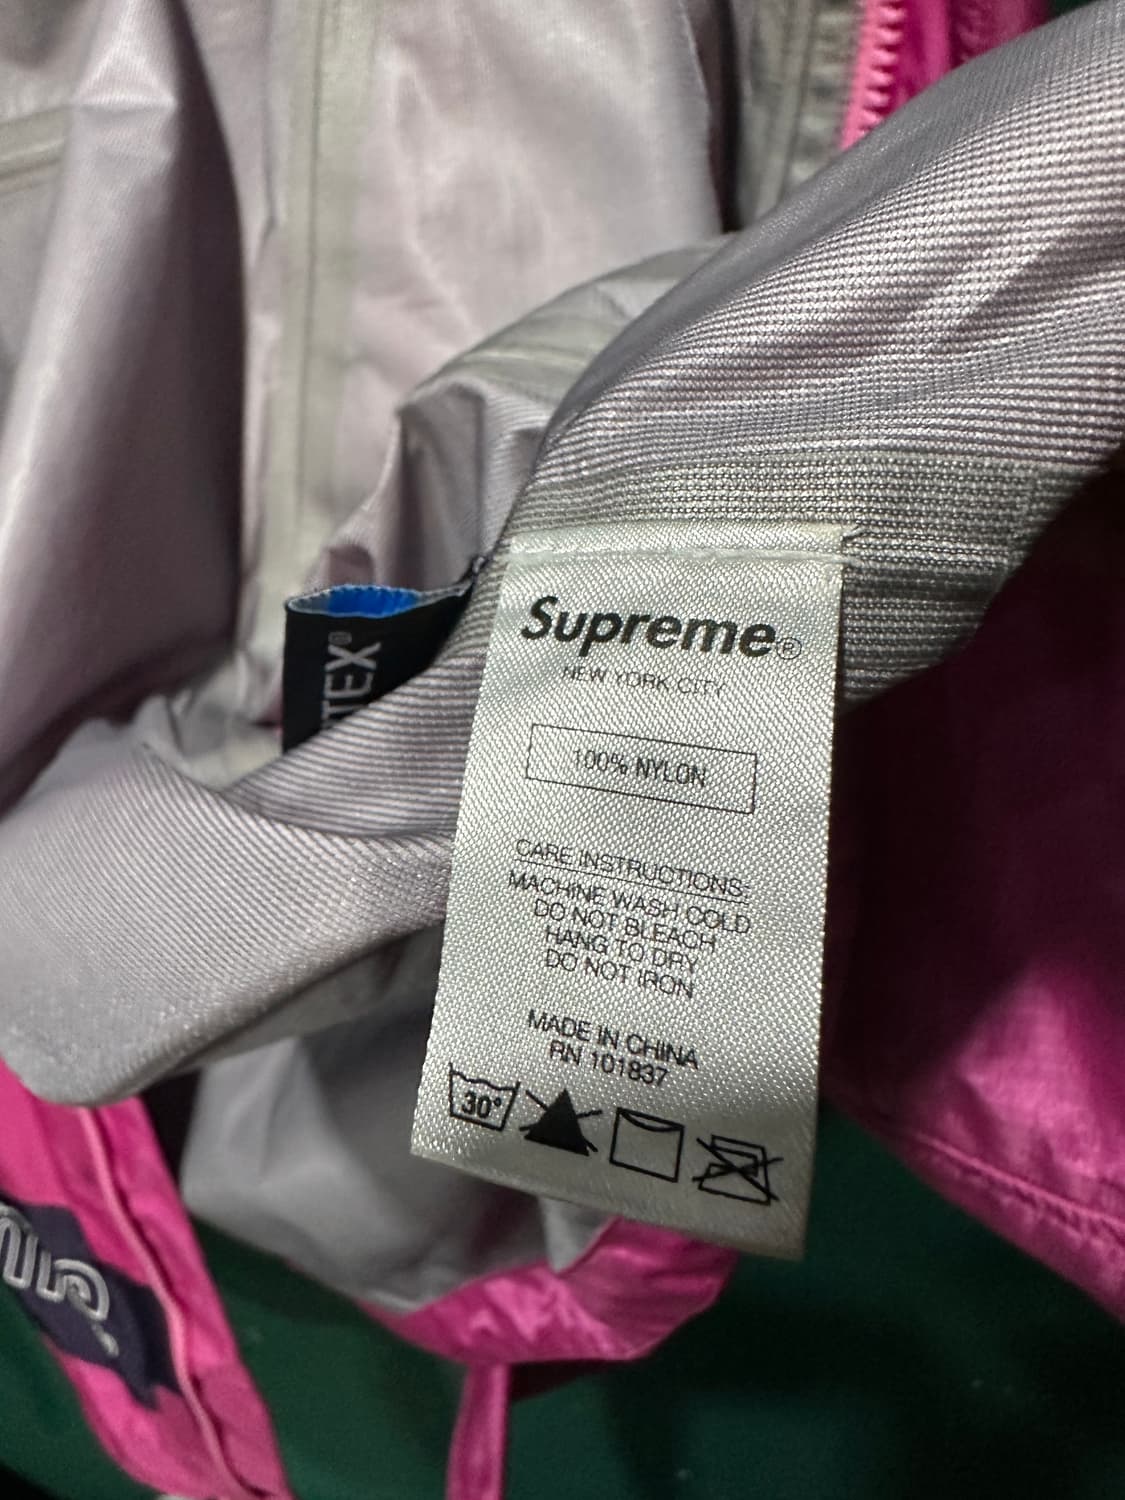 TEX®
Supreme®
NEW YORK CITY
100% NYLON
CARE INSTRUCTIONS:
MACHINE WASH COLD
DO NOT BLEACH
HANG TO DRY
DO NOT IRON
MADE IN CHINA
RN 101837
30°